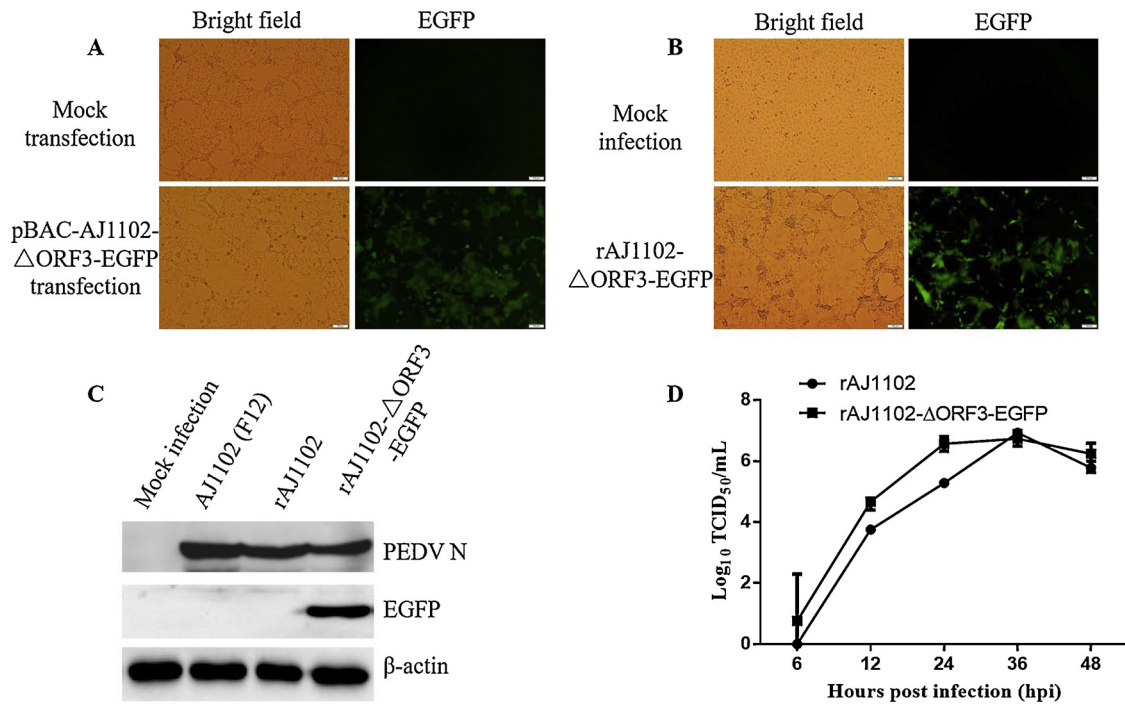 Bright field EGFP
A
Mock
transfection
pBAC-AJ1102-
△ORF3-EGFP
transfection
Bright field EGFP
B
Mock
infection
rAJ1102-
△ORF3-EGFP
C
Mock infection
AJ1102 (F12)
rAJ1102
rAJ1102-△ORF3
-EGFP
PEDV N
EGFP
β-actin
D
rAJ1102
rAJ1102-ΔORF3-EGFP
Log₁₀ TCID₅₀/mL
8
6
4
2
0
6 12 24 36 48
Hours post infection (hpi)